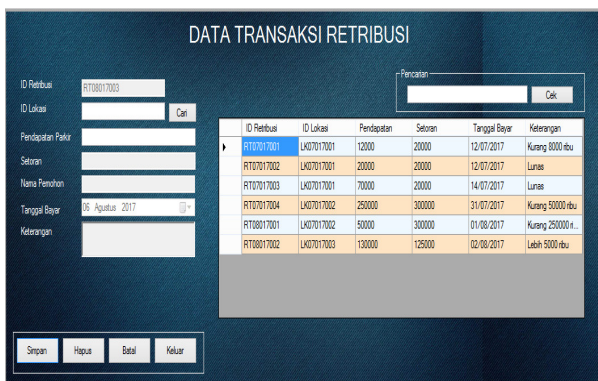 DATA TRANSAKSI RETRIBUSI
ID Retribusi RT08017003
ID Lokasi Cari
Pendapatan Parkir
Setoran
Nama Pemohon
Tanggal Bayar 06 Agustus 2017
Keterangan
Pencarian
Cek
ID Retribusi ID Lokasi Pendapatan Setoran Tanggal Bayar Keterangan
RT07017001 LK07017001 12000 20000 12/07/2017 Kurang 8000 ribu
RT07017002 LK07017001 20000 20000 12/07/2017 Lunas
RT07017003 LK07017001 70000 20000 14/07/2017 Lunas
RT07017004 LK07017002 250000 300000 31/07/2017 Kurang 50000 ribu
RT08017001 LK07017002 50000 300000 01/08/2017 Kurang 250000 ri...
RT08017002 LK07017003 130000 125000 02/08/2017 Lebih 5000 ribu
Simpan Hapus Batal Keluar